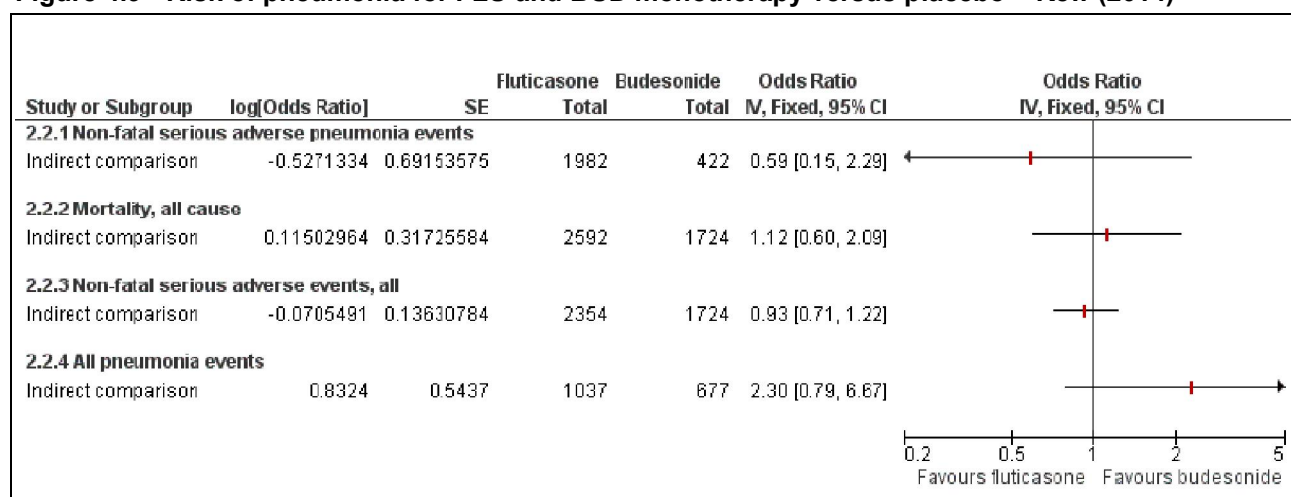 Figure 4.5 - Risk of pneumonia for FLU and BUD monotherapy versus placebo – Kew (2014)
Fluticasone Budesonide Odds Ratio Odds Ratio
Study or Subgroup log[Odds Ratio] SE Total Total IV, Fixed, 95% CI IV, Fixed, 95% CI
2.2.1 Non-fatal serious adverse pneumonia events
Indirect comparison -0.5271334 0.69153575 1982 422 0.59 [0.15, 2.29]
2.2.2 Mortality, all cause
Indirect comparison 0.11502964 0.31725584 2592 1724 1.12 [0.60, 2.09]
2.2.3 Non-fatal serious adverse events, all
Indirect comparison -0.0705491 0.13630784 2354 1724 0.93 [0.71, 1.22]
2.2.4 All pneumonia events
Indirect comparison 0.8324 0.5437 1037 677 2.30 [0.79, 6.67]
0.2 0.5 1 2 5
Favours fluticasone Favours budesonide